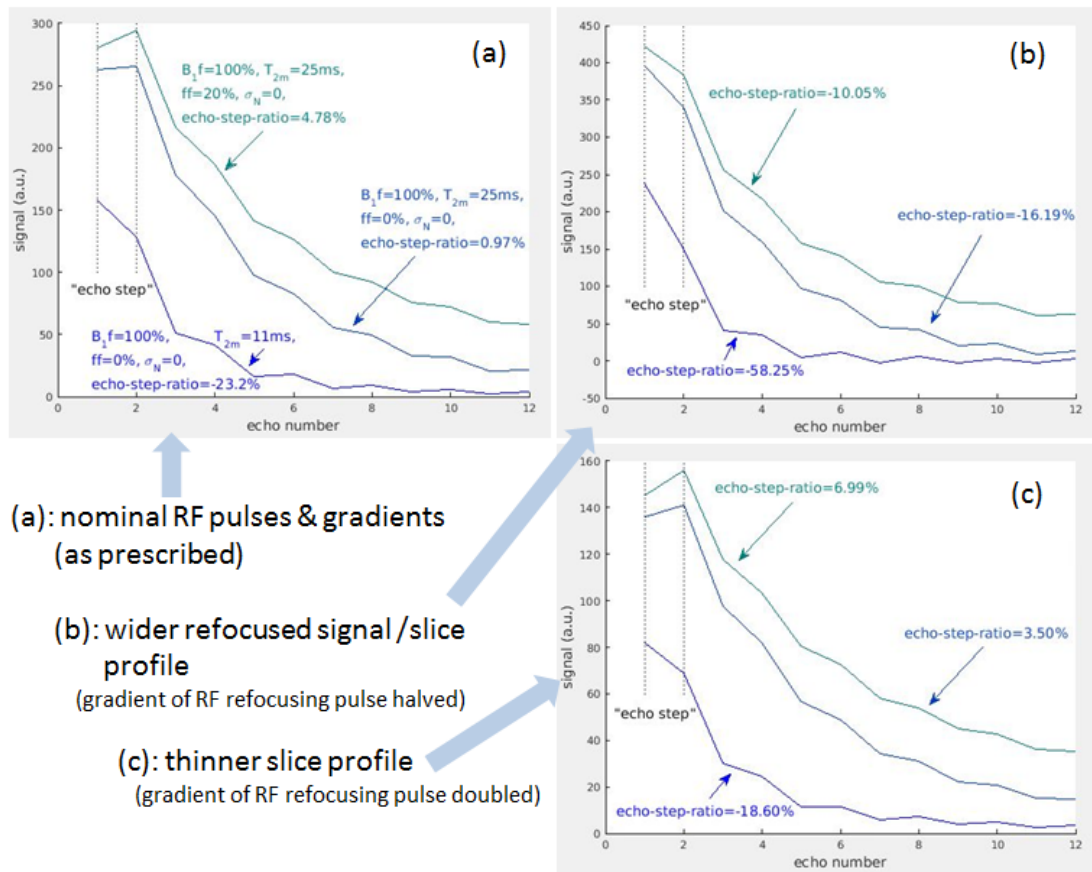 300
250
200
150
100
50
0
signal (a.u.)
(a)
B1f=100%, T2m=25ms,
ff=20%, σN=0,
echo-step-ratio=4.78%
B1f=100%, T2m=25ms,
ff=0%, σN=0,
echo-step-ratio=0.97%
"echo step"
B1f=100%, T2m=11ms,
ff=0%, σN=0,
echo-step-ratio=-23.2%
0 2 4 6 8 10 12
echo number
450
400
350
300
250
200
150
100
50
0
-50
signal (a.u.)
(b)
echo-step-ratio=-10.05%
echo-step-ratio=-16.19%
"echo step"
echo-step-ratio=-58.25%
0 2 4 6 8 10 12
echo number
(a): nominal RF pulses & gradients
(as prescribed)
(b): wider refocused signal /slice
profile
(gradient of RF refocusing pulse halved)
(c): thinner slice profile
(gradient of RF refocusing pulse doubled)
160
140
120
100
80
60
40
20
0
signal (a.u.)
(c)
echo-step-ratio=6.99%
echo-step-ratio=3.50%
"echo step"
echo-step-ratio=-18.60%
0 2 4 6 8 10 12
echo number